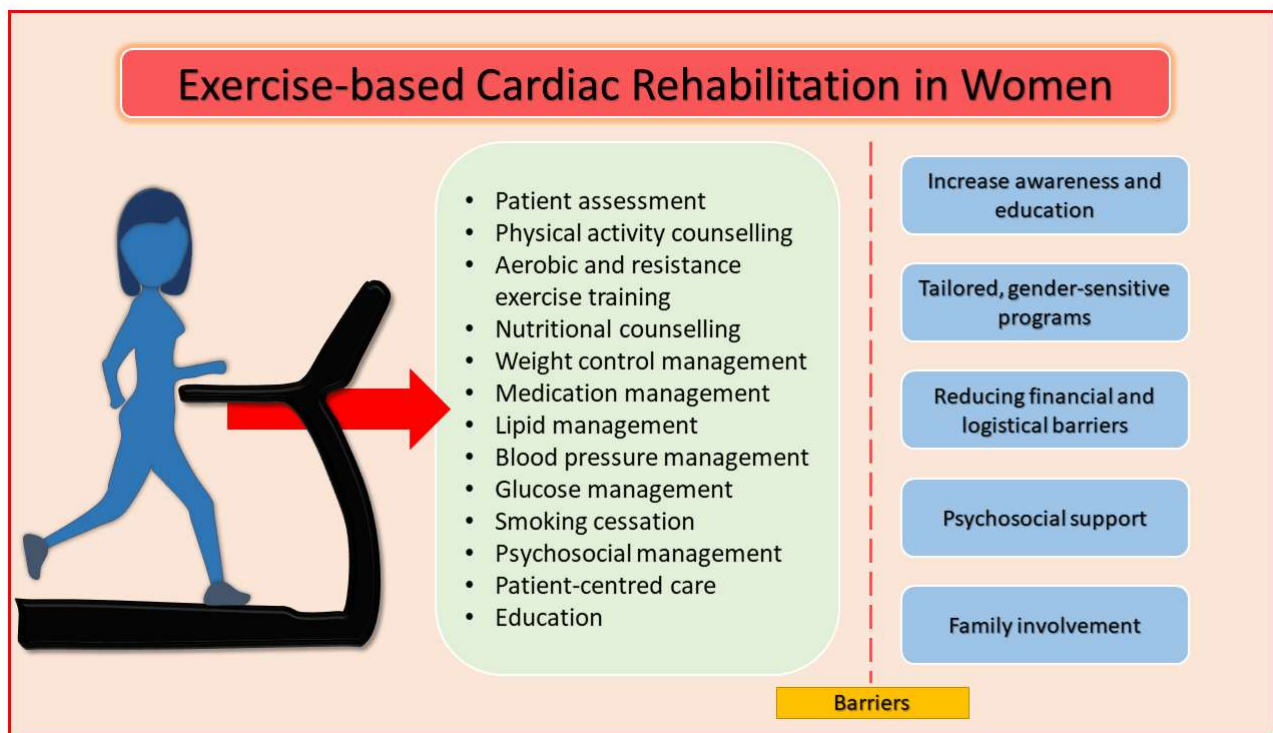 Exercise-based Cardiac Rehabilitation in Women
• Patient assessment
• Physical activity counselling
• Aerobic and resistance
exercise training
• Nutritional counselling
• Weight control management
• Medication management
• Lipid management
• Blood pressure management
• Glucose management
• Smoking cessation
• Psychosocial management
• Patient-centred care
• Education
Barriers
Increase awareness and
education
Tailored, gender-sensitive
programs
Reducing financial and
logistical barriers
Psychosocial support
Family involvement